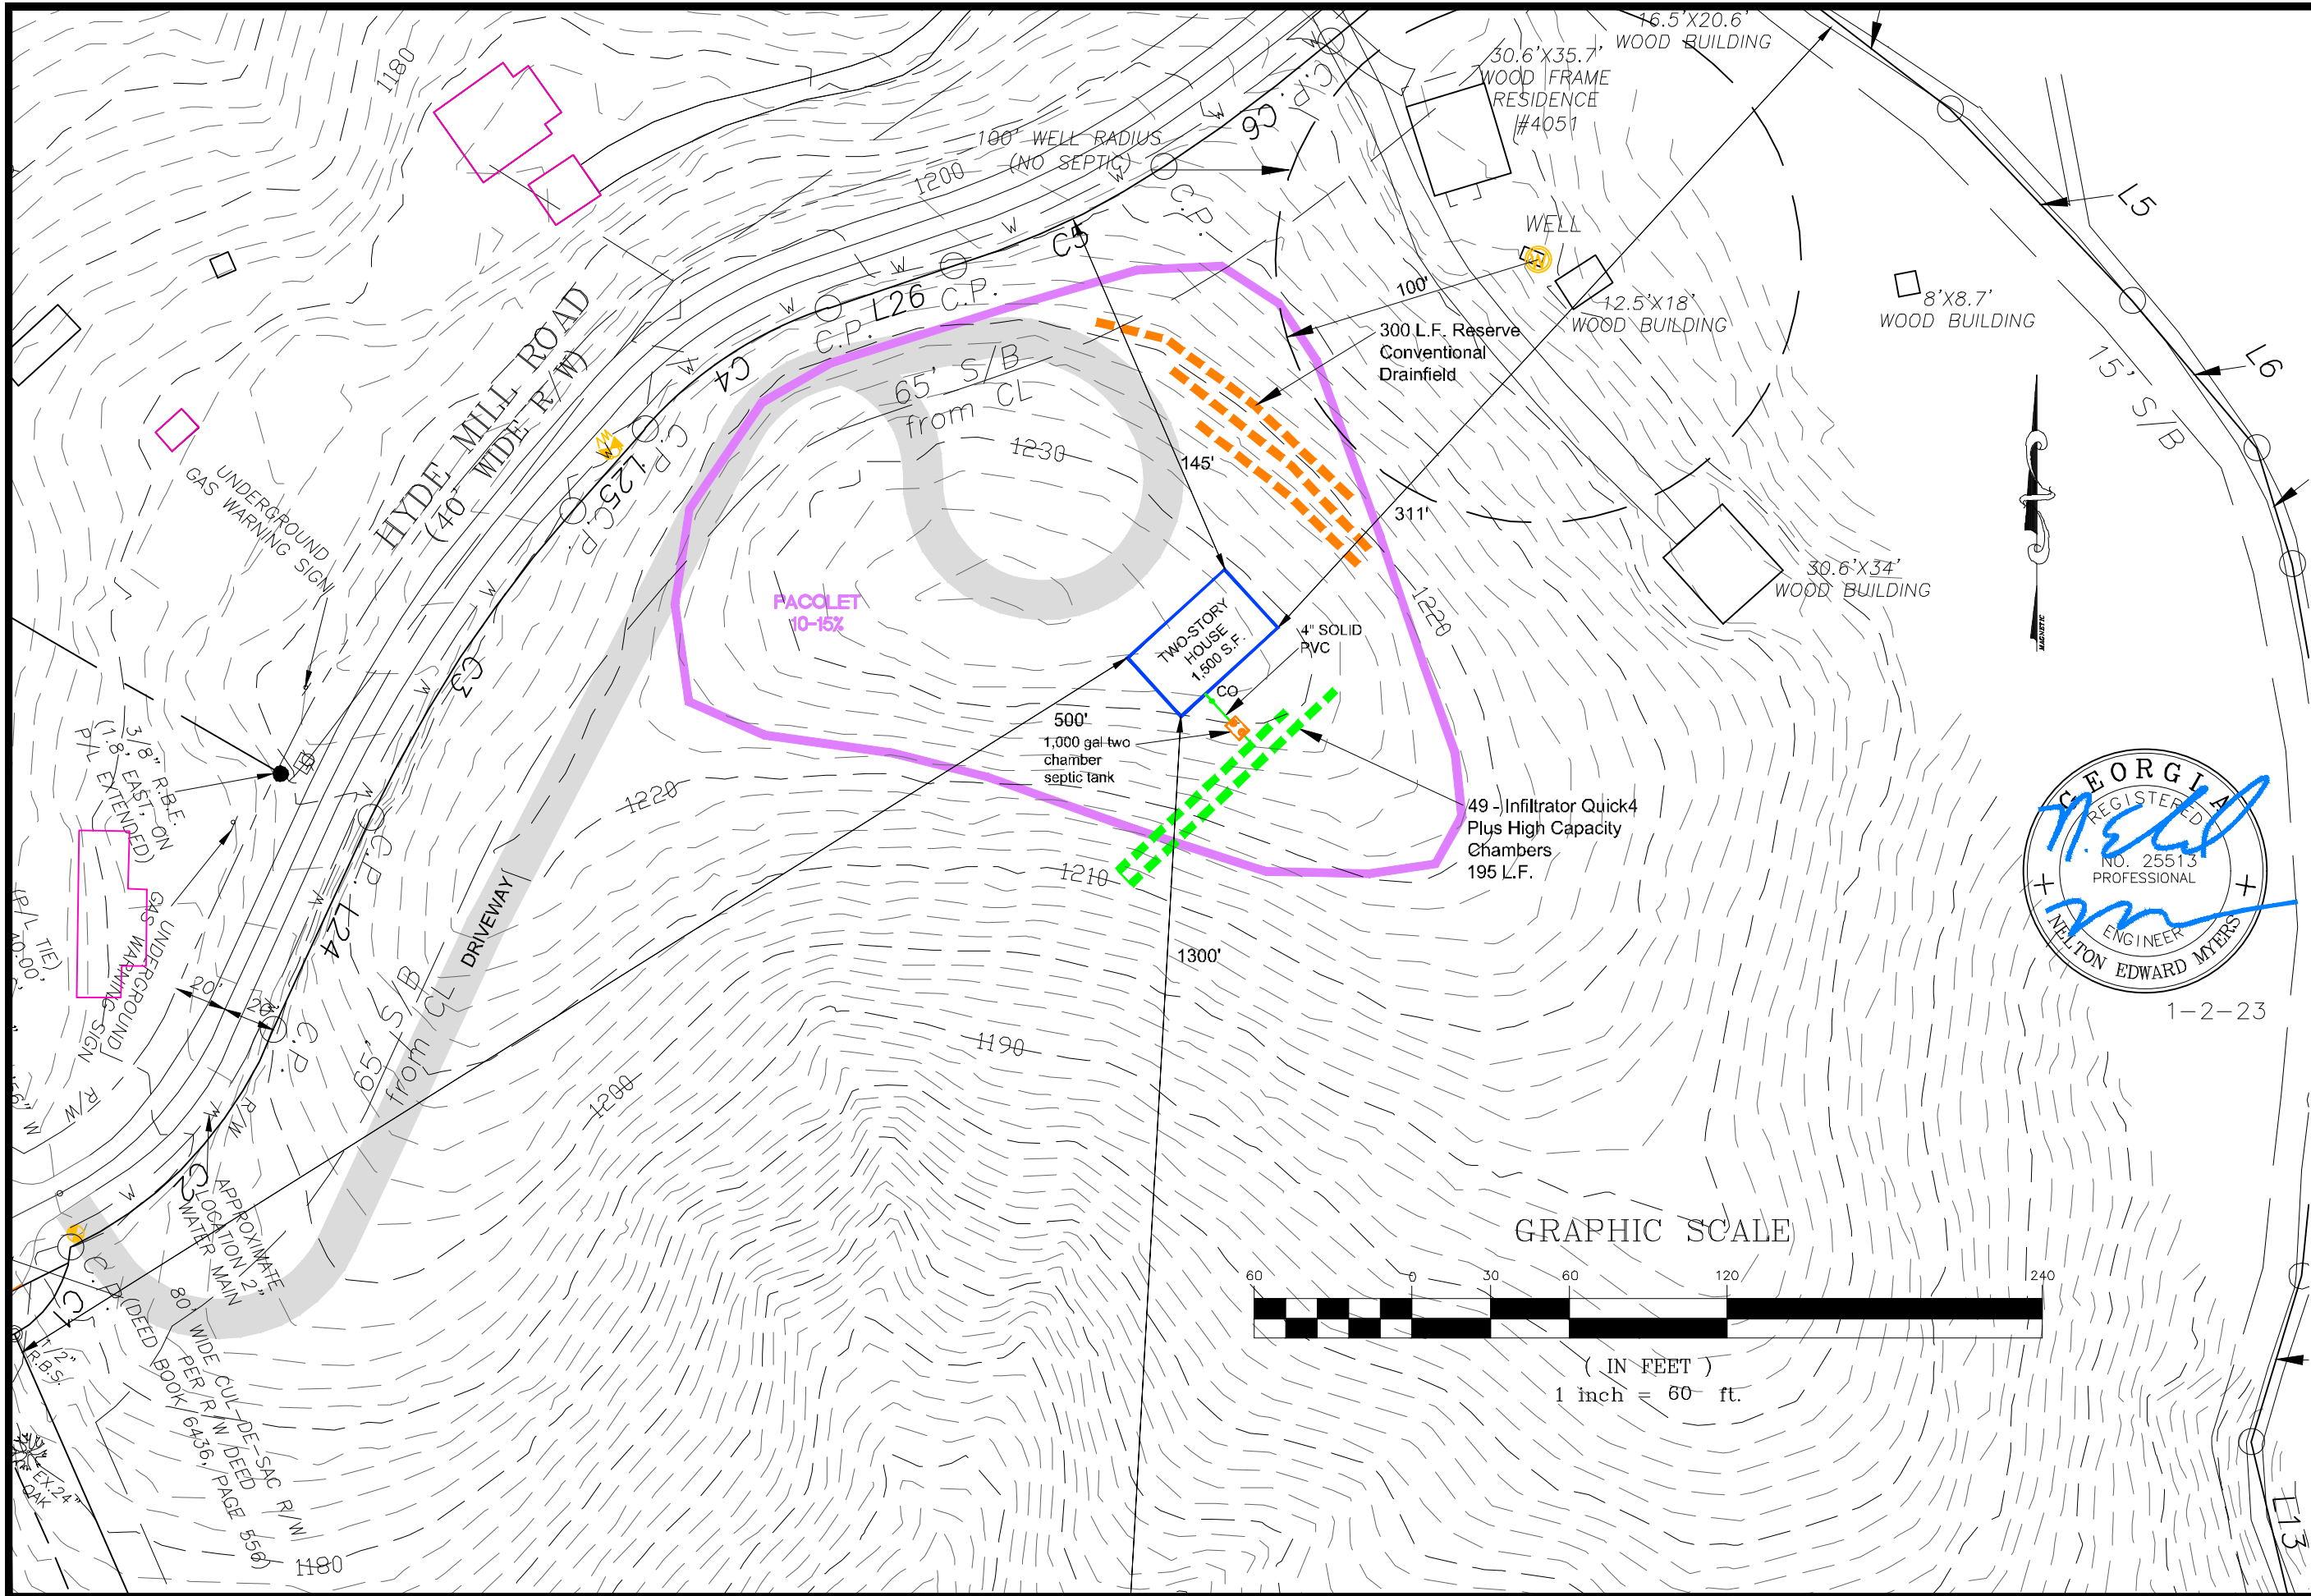 16.5'X20.6'
WOOD BUILDING
30.6'X35.7'
WOOD FRAME
RESIDENCE
#4051
1180
100' WELL RADIUS
(NO SEPTIC)
1200
C.P.
C6
C.P.
C5
WELL
W
L5
8'X8.7'
WOOD BUILDING
12.5'X18'
WOOD BUILDING
100'
L26
C.P.
C.P.
C4
HYDE MILL ROAD
(40' WIDE R/W)
300 L.F. Reserve
Conventional
Drainfield
65' S/B
from CL
L6
15' S/B
1230
145'
311'
C.P.
L25
C.P.
UNDERGROUND
GAS WARNING SIGN
30.6'X34'
WOOD BUILDING
1220
PACOLET
10-15%
TWO-STORY
HOUSE
1,500 S.F.
4" SOLID
PVC
CO
MAGNETIC
C3
500'
1,000 gal two
chamber
septic tank
3/8" R.B.F.
(1.8' EAST, ON
P/L EXTENDED)
1220
49 - Infiltrator Quick4
Plus High Capacity
Chambers
195 L.F.
GEORGIA
REGISTERED
NO. 25513
PROFESSIONAL
ENGINEER
NELTON EDWARD MYERS
1-2-23
1210
C.P.
L24
DRIVEWAY
1300'
UNDERGROUND
GAS WARNING SIGN
(P/L TIE)
40.00'
20'
20'
C.P.
65' S/B
from CL
1190
1200
R/W
R/W
C2
APPROXIMATE
LOCATION 2"
WATER MAIN
GRAPHIC SCALE
60 0 30 60 120 240
( IN FEET )
1 inch = 60 ft.
C1
C.P.
80' WIDE CUL-DE-SAC R/W
PER R/W DEED
(DEED BOOK 6436, PAGE 556)
1/2"
R.B.S.
EX.24"
OAK
1180
L13